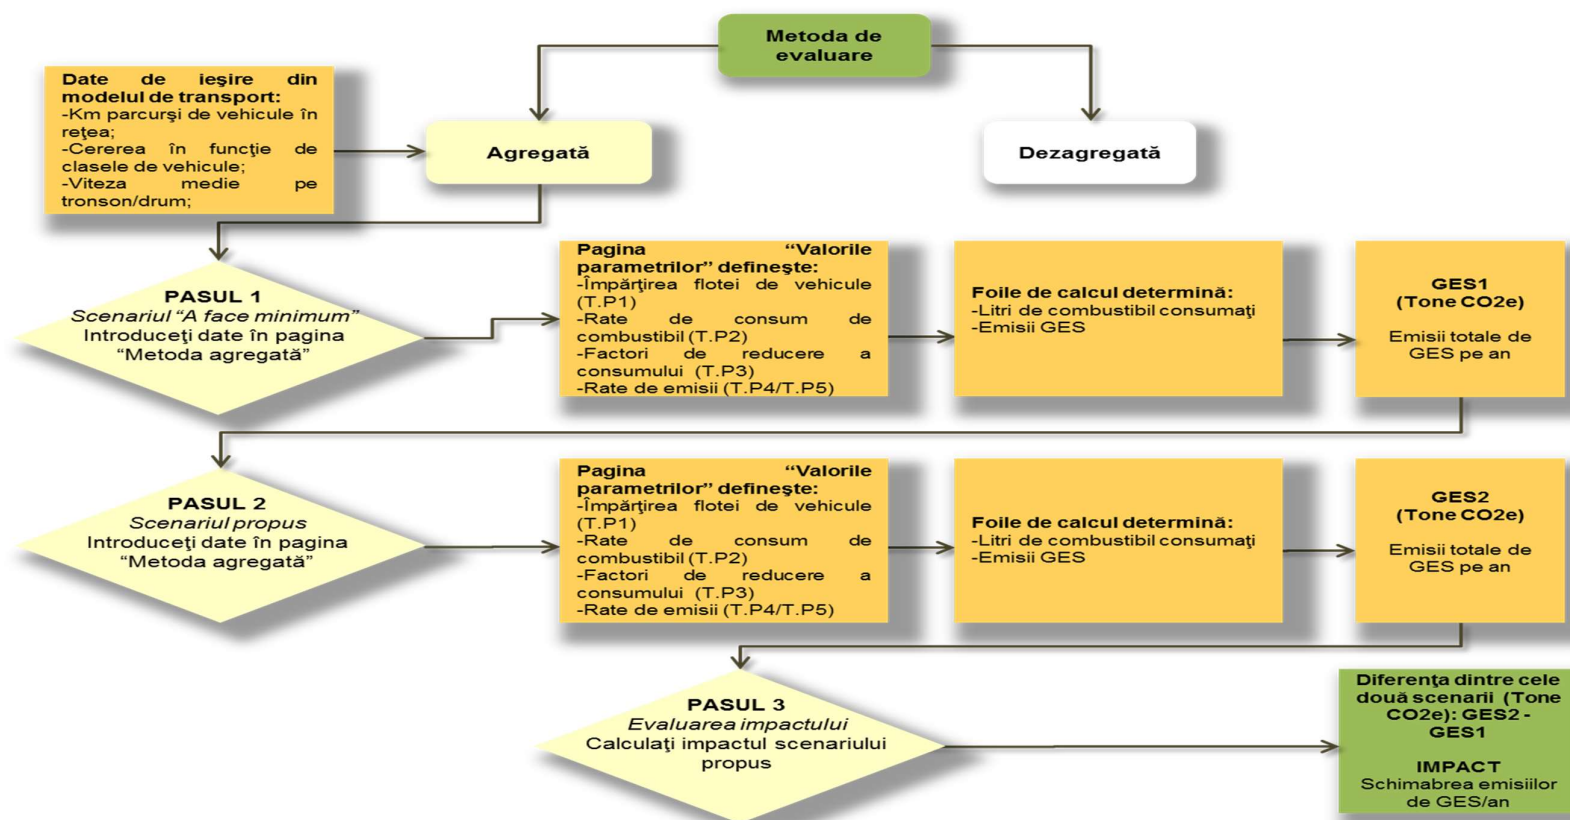 Metoda de
evaluare
Date de ieşire din
modelul de transport:
-Km parcurşi de vehicule în
reţea;
-Cererea în funcţie de
clasele de vehicule;
-Viteza medie pe
tronson/drum;
Agregată
Dezagregată
PASUL 1
Scenariul “A face minimum”
Introduceţi date în pagina
“Metoda agregată”
Pagina “Valorile
parametrilor” defineşte:
-Împărţirea flotei de vehicule
(T.P1)
-Rate de consum de
combustibil (T.P2)
-Factori de reducere a
consumului (T.P3)
-Rate de emisii (T.P4/T.P5)
Foile de calcul determină:
-Litri de combustibil consumaţi
-Emisii GES
GES1
(Tone CO2e)
Emisii totale de
GES pe an
PASUL 2
Scenariul propus
Introduceţi date în pagina
“Metoda agregată”
Pagina “Valorile
parametrilor” defineşte:
-Împărţirea flotei de vehicule
(T.P1)
-Rate de consum de
combustibil (T.P2)
-Factori de reducere a
consumului (T.P3)
-Rate de emisii (T.P4/T.P5)
Foile de calcul determină:
-Litri de combustibil consumaţi
-Emisii GES
GES2
(Tone CO2e)
Emisii totale de
GES pe an
PASUL 3
Evaluarea impactului
Calculaţi impactul scenariului
propus
Diferenţa dintre cele
două scenarii (Tone
CO2e): GES2 -
GES1
IMPACT
Schimabrea emisiilor
de GES/an